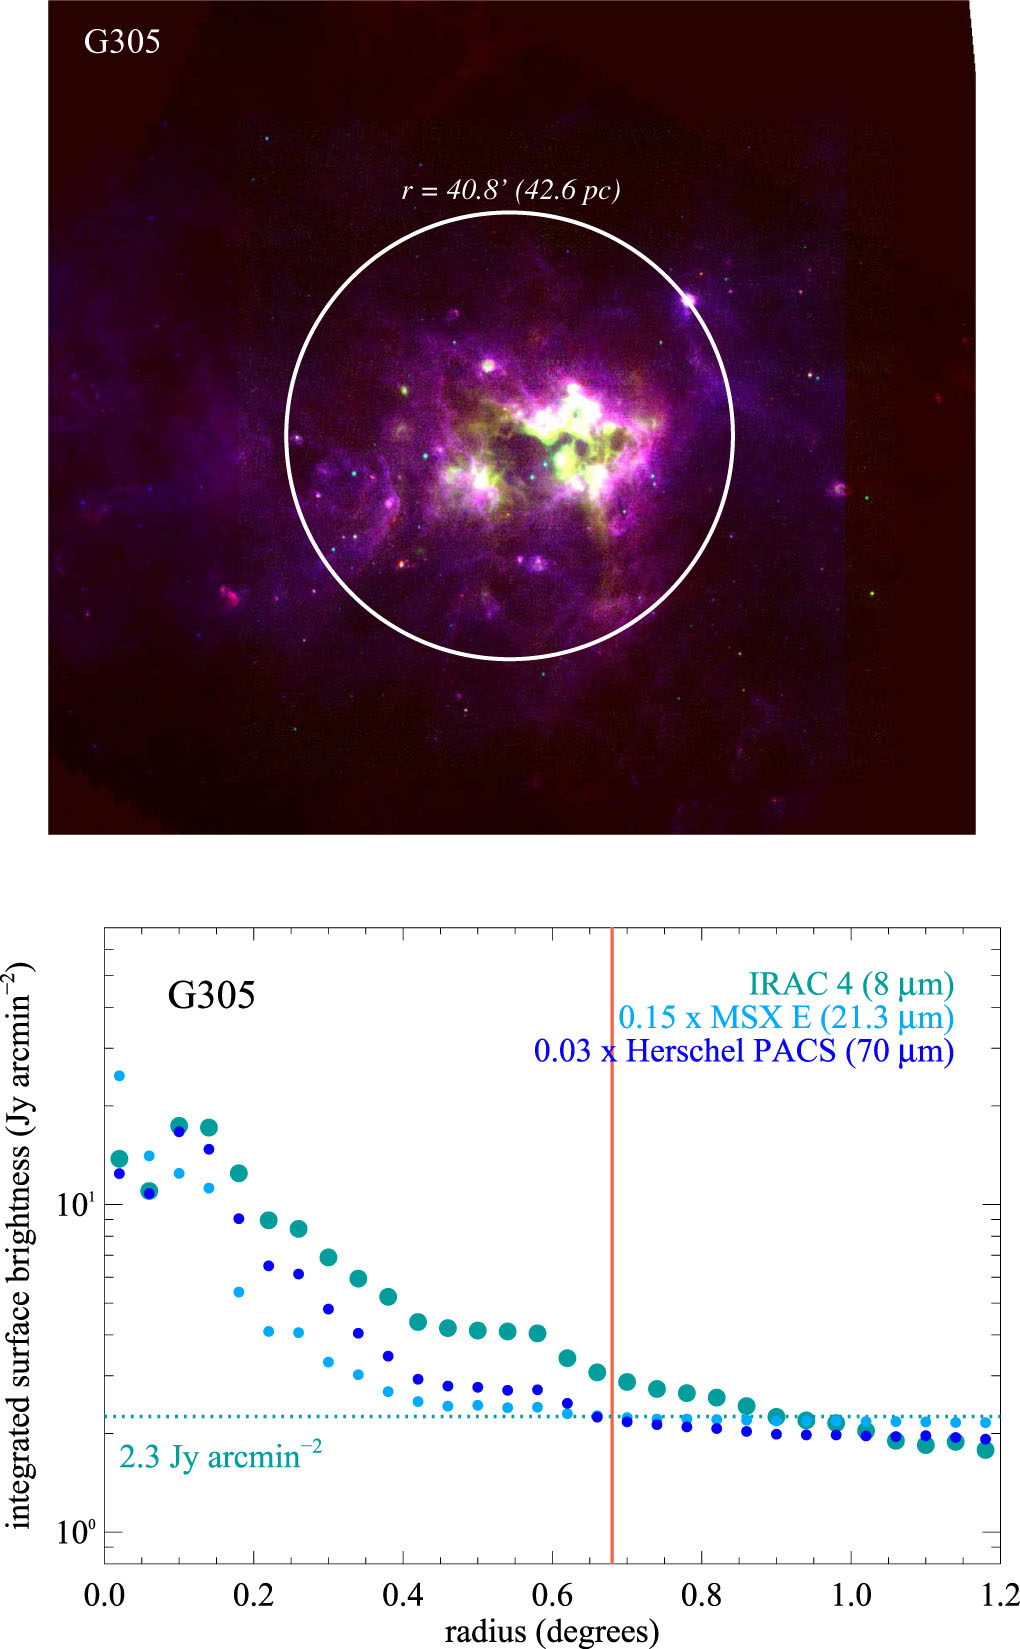 G305
r = 40.8’ (42.6 pc)
G305
IRAC 4 (8 μm)
0.15 x MSX E (21.3 μm)
0.03 x Herschel PACS (70 μm)
integrated surface brightness (Jy arcmin⁻²)
10¹
2.3 Jy arcmin⁻²
10⁰
0.0 0.2 0.4 0.6 0.8 1.0 1.2
radius (degrees)